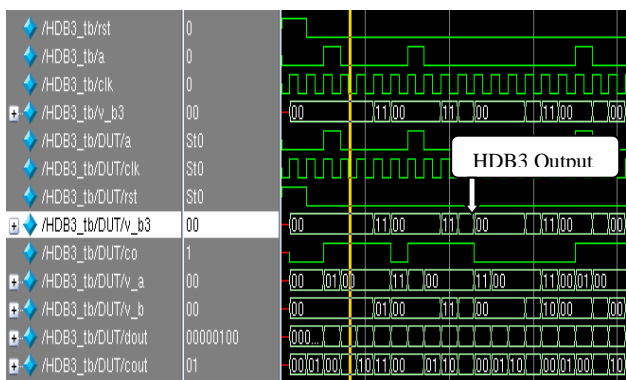 /HDB3_tb/rst 0
/HDB3_tb/a 0
/HDB3_tb/clk 0
/HDB3_tb/v_b3 00 00 11 00 11 00 11 00 00
/HDB3_tb/DUT/a St0
/HDB3_tb/DUT/clk St0
/HDB3_tb/DUT/rst St0
HDB3 Output
/HDB3_tb/DUT/v_b3 00 00 11 00 11 00 11 00 00
/HDB3_tb/DUT/co 1
/HDB3_tb/DUT/v_a 00 00 01 00 11 00 11 00 11 00 01 00
/HDB3_tb/DUT/v_b 00 00 01 00 11 00 10 00 00
/HDB3_tb/DUT/dout 00000100 000...
/HDB3_tb/DUT/cout 01 00 01 00 10 11 00 01 10 00 01 10 00 01 00 10